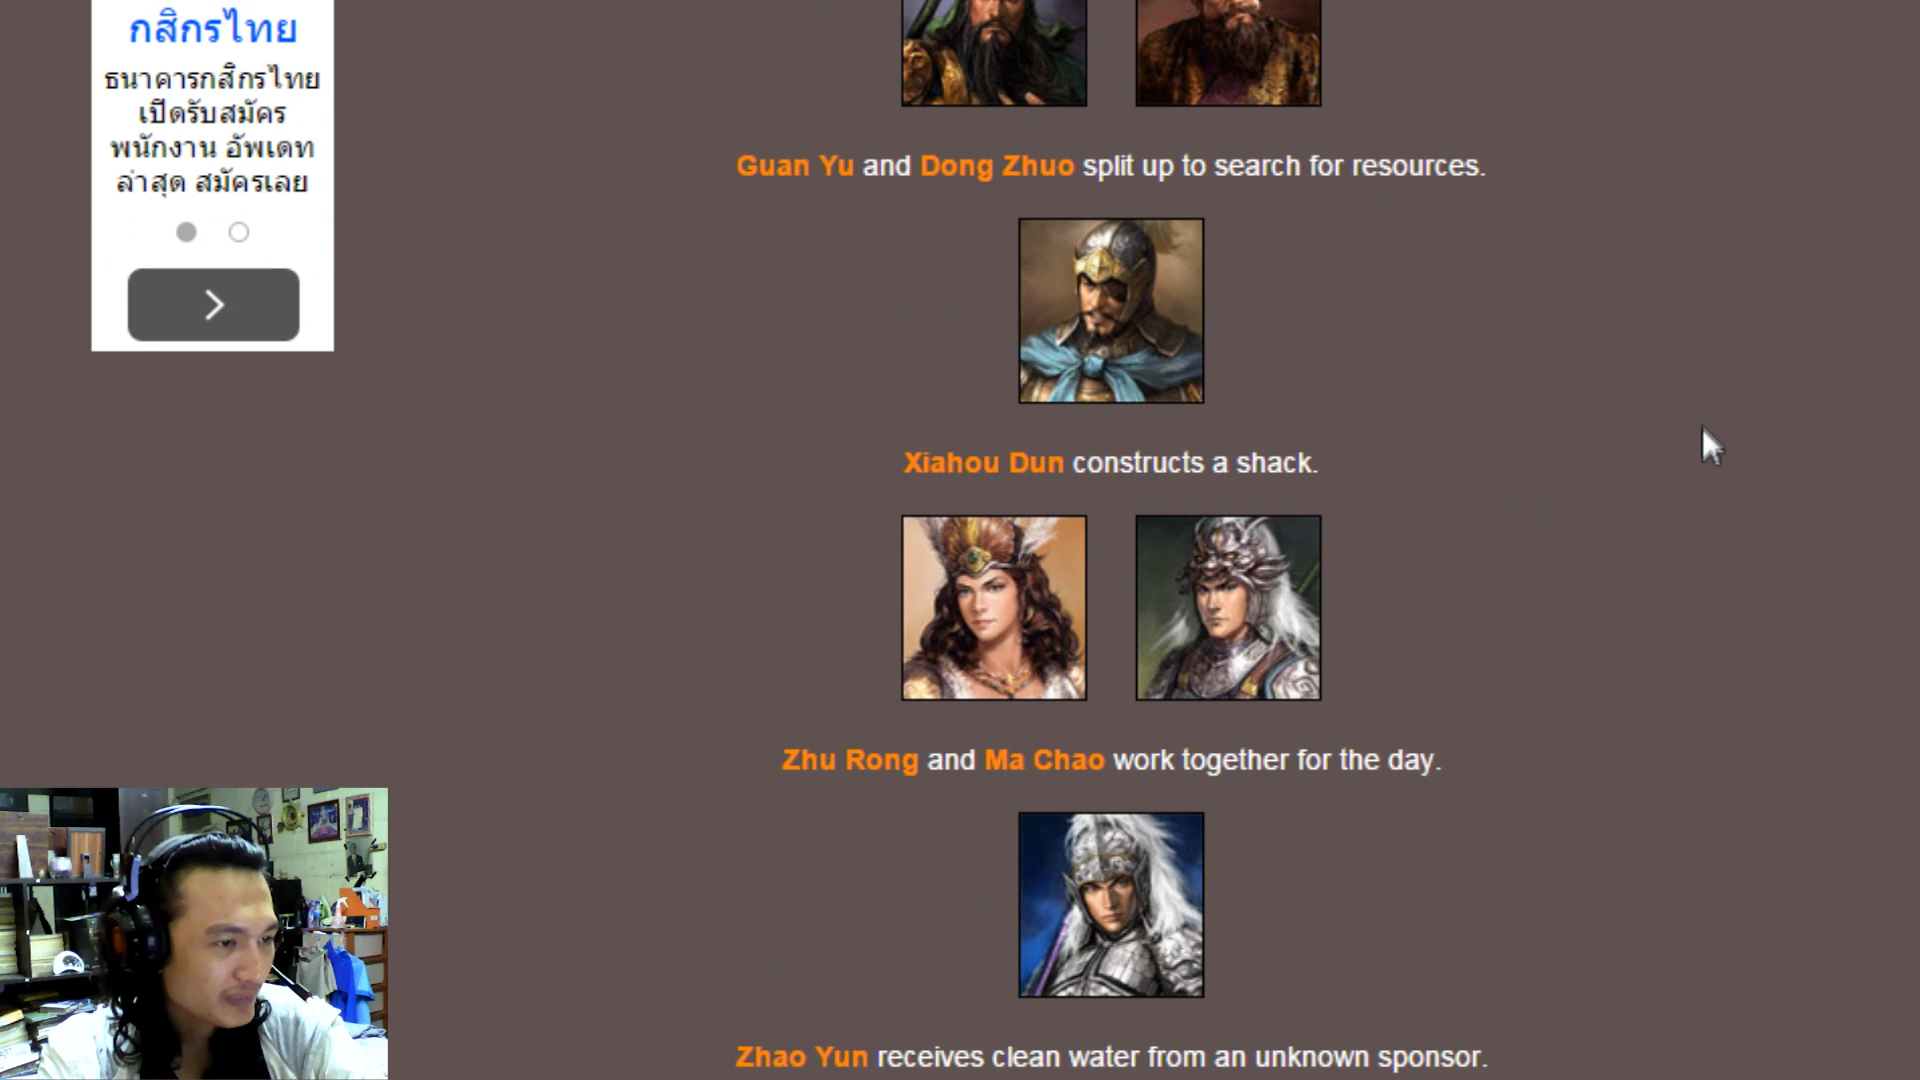 กสิกรไทย
ธนาคารกสิกรไทย
เปิดรับสมัคร
พนักงาน อัพเดท
ล่าสุด สมัครเลย
Guan Yu and Dong Zhuo split up to search for resources.
Xiahou Dun constructs a shack.
Zhu Rong and Ma Chao work together for the day.
Zhao Yun receives clean water from an unknown sponsor.